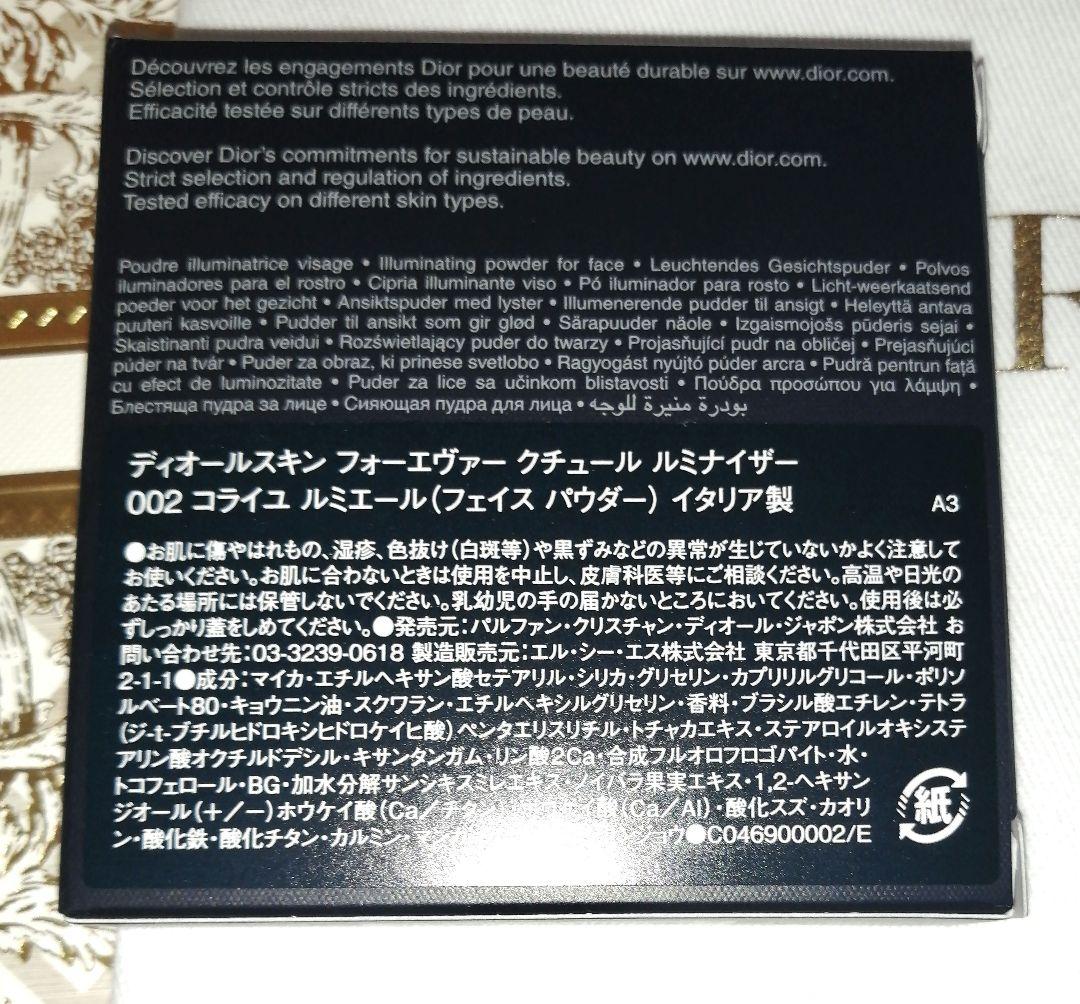 Découvrez les engagements Dior pour une beauté durable sur www.dior.com.
Sélection et contrôle stricts des ingrédients.
Efficacité testée sur différents types de peau.
Discover Dior's commitments for sustainable beauty on www.dior.com.
Strict selection and regulation of ingredients.
Tested efficacy on different skin types.
Poudre illuminatrice visage • Illuminating powder for face • Leuchtendes Gesichtspuder • Polvos
iluminadores para el rostro • Cipria illuminante viso • Pó iluminador para rosto • Licht-weerkaatsend
poeder voor het gezicht • Ansiktspuder med lyster • Illumenerende pudder til ansigt • Heleyttä antava
puuteri kasvoille • Pudder til ansikt som gir glød • Särapuuder näole • Izgaismojošs pūderis sejai •
Skaistinanti pudra veidui • Rozświetlający puder do twarzy • Projasňující pudr na obličej • Prejasňujúci
púder na tvár • Puder za obraz, ki prinese svetlobo • Ragyogást nyújtó púder arcra • Pudră pentrun față
cu efect de luminozitate • Puder za lice sa učinkom blistavosti • Πούδρα προσώπου για λάμψη •
Блестяща пудра за лице • Сияющая пудра для лица • بودرة منيرة للوجه
ディオールスキン フォーエヴァー クチュール ルミナイザー
002 コライユ ルミエール(フェイス パウダー) イタリア製 A3
●お肌に傷やはれもの、湿疹、色抜け(白斑等)や黒ずみなどの異常が生じていないかよく注意して
お使いください。お肌に合わないときは使用を中止し、皮膚科医等にご相談ください。高温や日光の
あたる場所には保管しないでください。乳幼児の手の届かないところにおいてください。使用後は必
ずしっかり蓋をしめてください。●発売元:パルファン・クリスチャン・ディオール・ジャポン株式会社 お
問い合わせ先:03-3239-0618 製造販売元:エル・シー・エス株式会社 東京都千代田区平河町
2-1-1●成分:マイカ・エチルヘキサン酸セテアリル・シリカ・グリセリン・カプリリルグリコール・ポリソ
ルベート80・キョウニン油・スクワラン・エチルヘキシルグリセリン・香料・ブラシル酸エチレン・テトラ
(ジ-t-ブチルヒドロキシヒドロケイヒ酸)ペンタエリスリチル・トチャカエキス・ステアロイルオキシステ
アリン酸オクチルドデシル・キサンタンガム・リン酸2Ca・合成フルオロフロゴパイト・水・
トコフェロール・BG・加水分解サンシキスミレエキス・ノイバラ果実エキス・1,2-ヘキサン
ジオール(+/−)ホウケイ酸(Ca/チタ 酸(Ca/Al)・酸化スズ・カオリ
ン・酸化鉄・酸化チタン・カルミン・マン ショウ●C046900002/E
紙